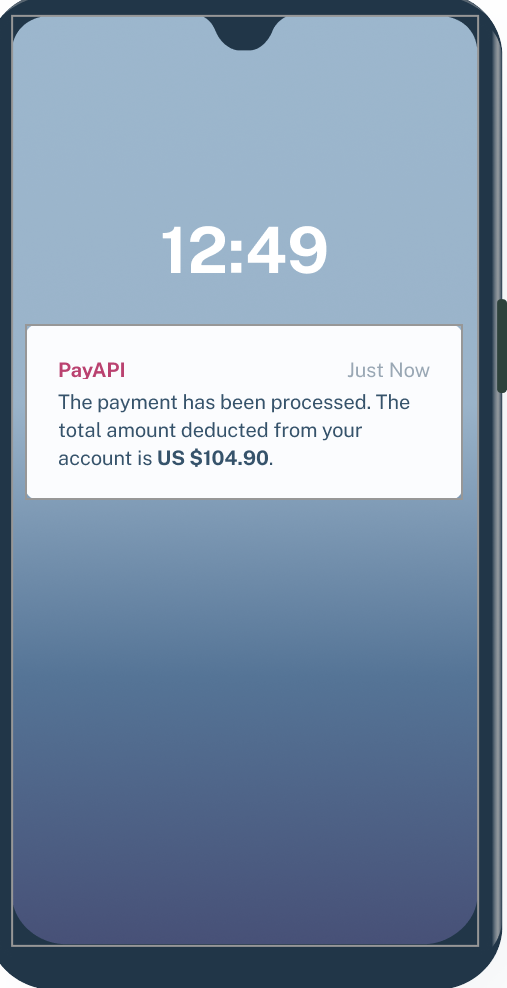 12:49
PayAPI Just Now
The payment has been processed. The
total amount deducted from your
account is US $104.90.